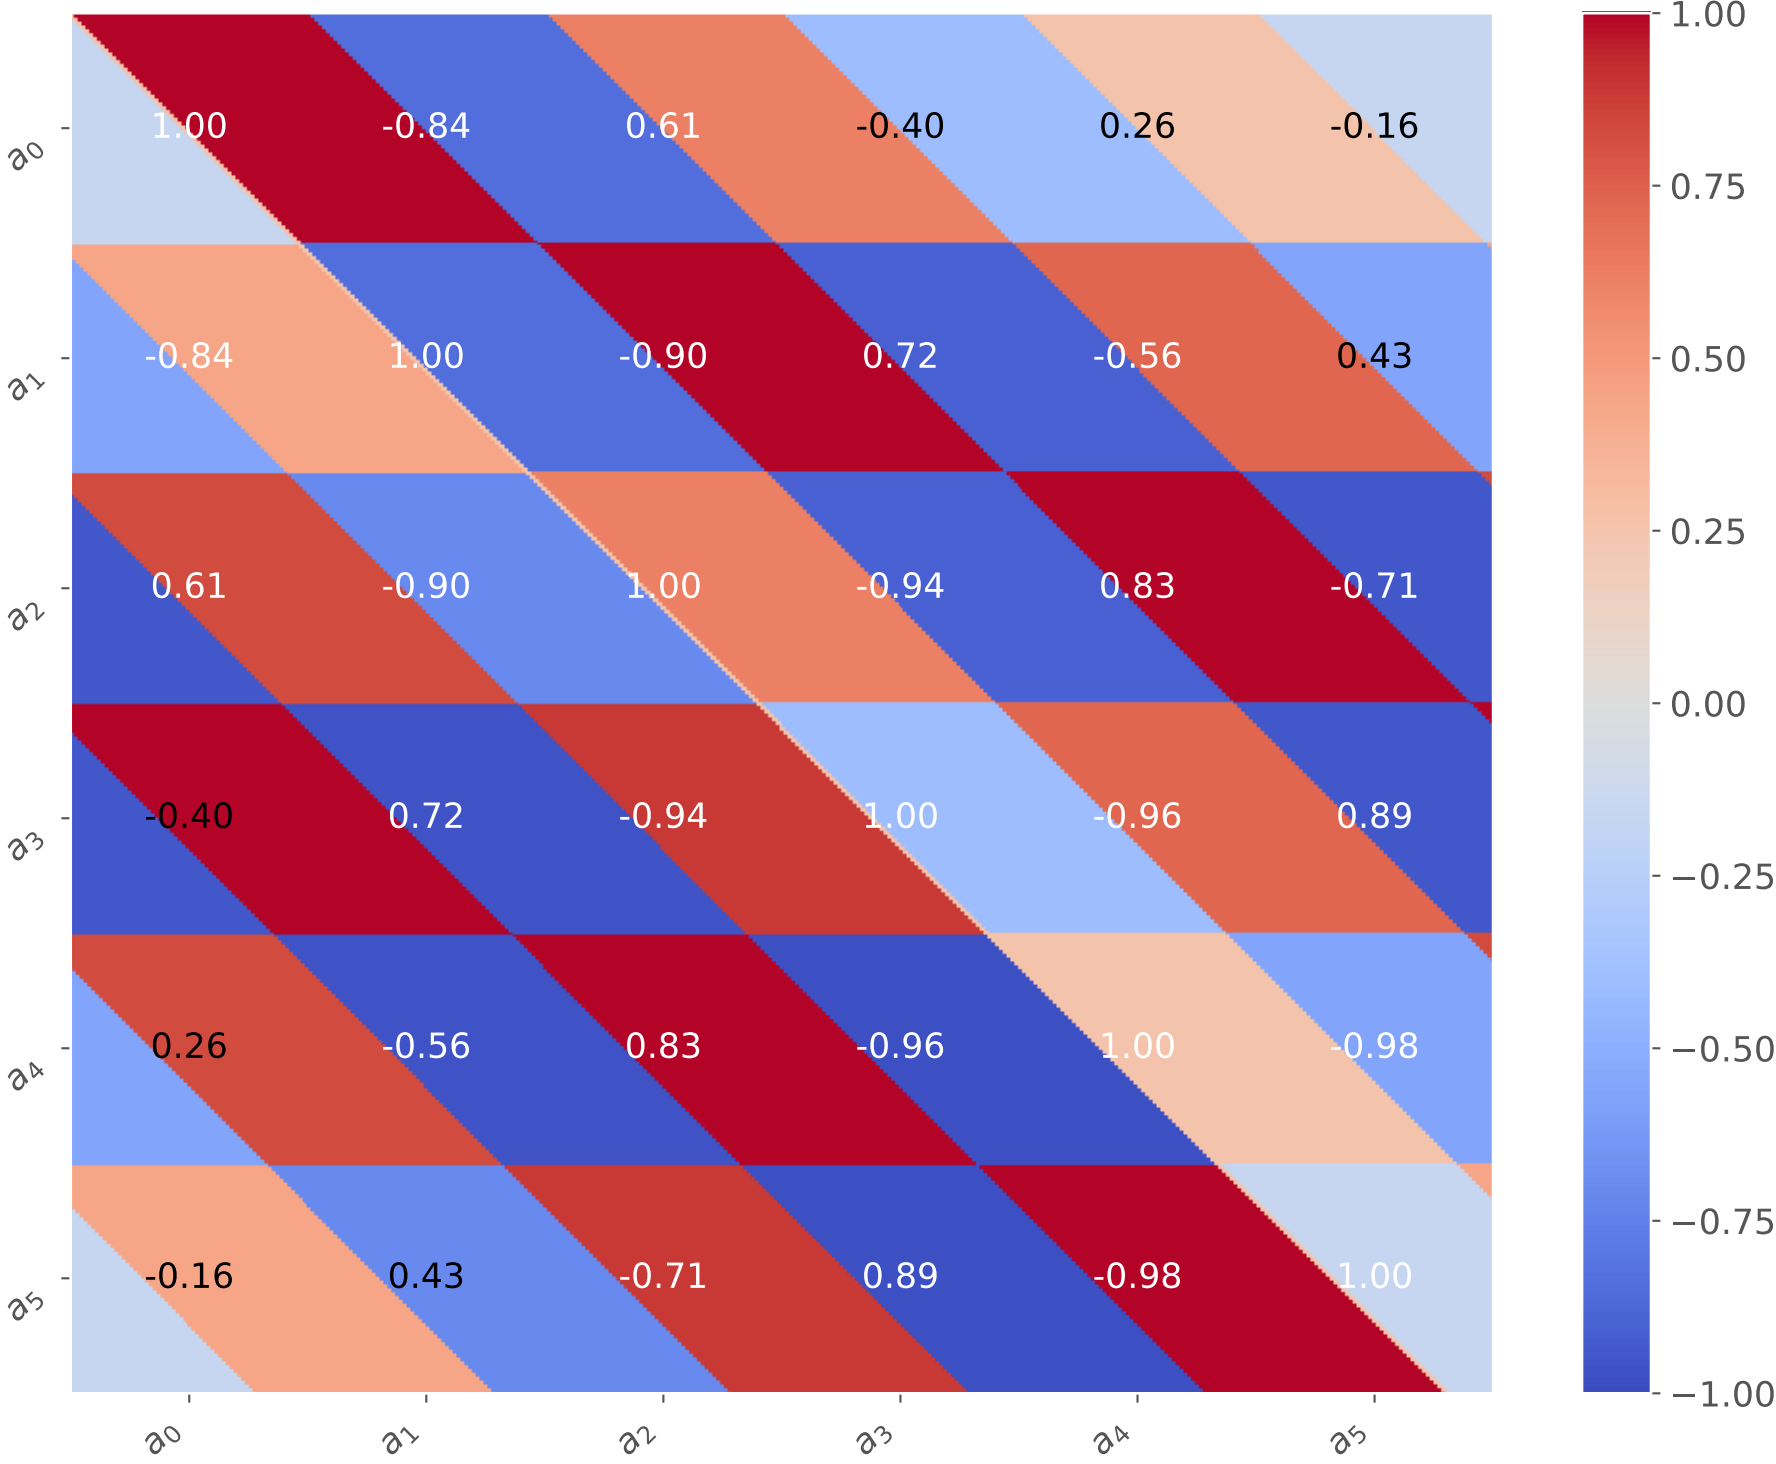 1.00 -0.84 0.61 -0.40 0.26 -0.16
-0.84 1.00 -0.90 0.72 -0.56 0.43
0.61 -0.90 1.00 -0.94 0.83 -0.71
-0.40 0.72 -0.94 1.00 -0.96 0.89
0.26 -0.56 0.83 -0.96 1.00 -0.98
-0.16 0.43 -0.71 0.89 -0.98 1.00
a₀
a₁
a₂
a₃
a₄
a₅
a₀ a₁ a₂ a₃ a₄ a₅
1.00
0.75
0.50
0.25
0.00
−0.25
−0.50
−0.75
−1.00